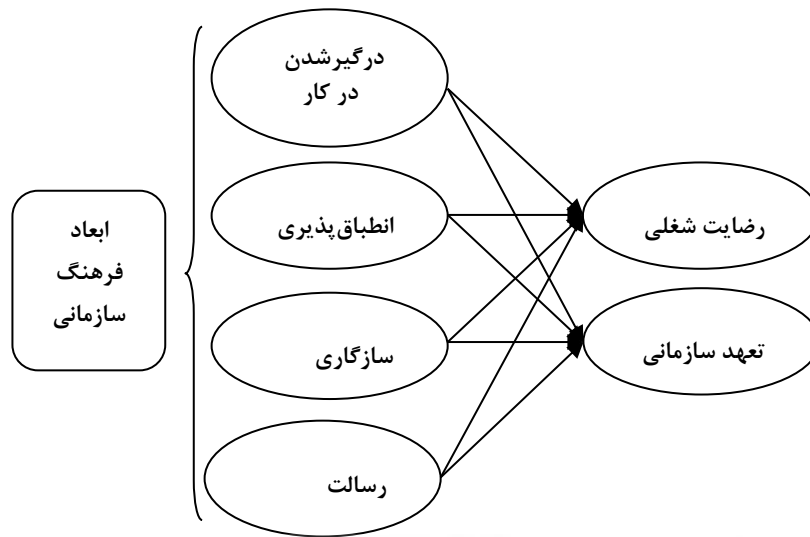 درگیرشدن
در کار
انطباق‌پذیری
سازگاری
رسالت
رضایت شغلی
تعهد سازمانی
ابعاد
فرهنگ
سازمانی